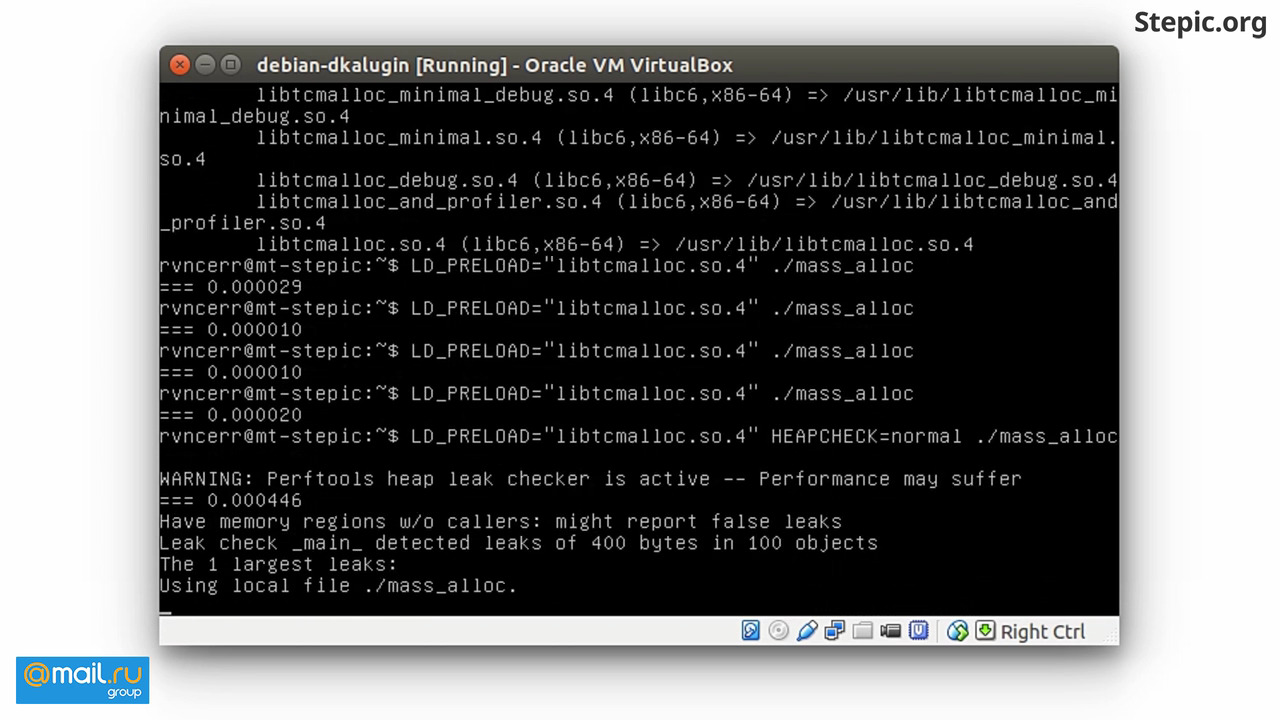 Stepic.org
debian-dkalugin [Running] - Oracle VM VirtualBox
libtcmalloc_minimal_debug.so.4 (libc6,x86-64) => /usr/lib/libtcmalloc_mi
nimal_debug.so.4
libtcmalloc_minimal.so.4 (libc6,x86-64) => /usr/lib/libtcmalloc_minimal.
so.4
libtcmalloc_debug.so.4 (libc6,x86-64) => /usr/lib/libtcmalloc_debug.so.4
libtcmalloc_and_profiler.so.4 (libc6,x86-64) => /usr/lib/libtcmalloc_and
_profiler.so.4
libtcmalloc.so.4 (libc6,x86-64) => /usr/lib/libtcmalloc.so.4
rvncerr@mt-stepic:~$ LD_PRELOAD="libtcmalloc.so.4" ./mass_alloc
=== 0.000029
rvncerr@mt-stepic:~$ LD_PRELOAD="libtcmalloc.so.4" ./mass_alloc
=== 0.000010
rvncerr@mt-stepic:~$ LD_PRELOAD="libtcmalloc.so.4" ./mass_alloc
=== 0.000010
rvncerr@mt-stepic:~$ LD_PRELOAD="libtcmalloc.so.4" ./mass_alloc
=== 0.000020
rvncerr@mt-stepic:~$ LD_PRELOAD="libtcmalloc.so.4" HEAPCHECK=normal ./mass_alloc
WARNING: Perftools heap leak checker is active -- Performance may suffer
=== 0.000446
Have memory regions w/o callers: might report false leaks
Leak check _main_ detected leaks of 400 bytes in 100 objects
The 1 largest leaks:
Using local file ./mass_alloc.
Right Ctrl
@mail.ru
group